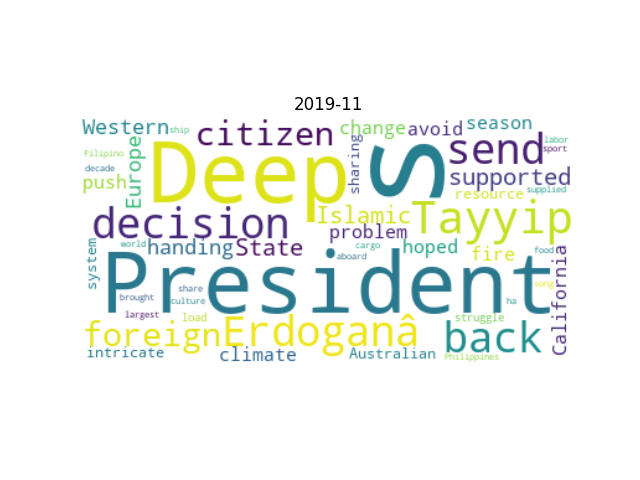 2019-11
Western ship citizen change avoid season
Filipino Europe Deep sharing S send labor sport
decade push supported supplied
resource
decision Islamic Tayyip
problem
system world handing State cargo hoped fire food
aboard California
President
brought share culture song ha
largest load struggle
foreign Erdoganâ back
intricate climate Australian Philippines